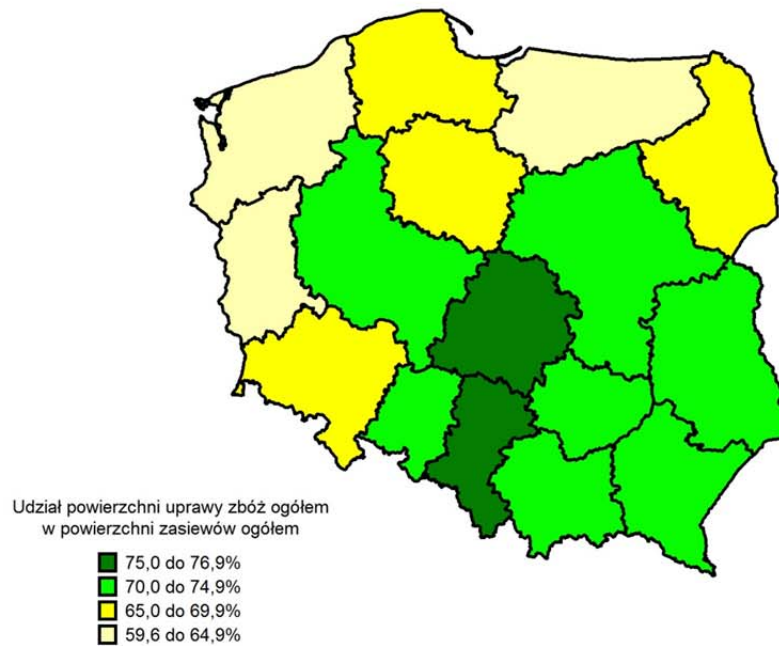 Udział powierzchni uprawy zbóż ogółem
w powierzchni zasiewów ogółem
75,0 do 76,9%
70,0 do 74,9%
65,0 do 69,9%
59,6 do 64,9%